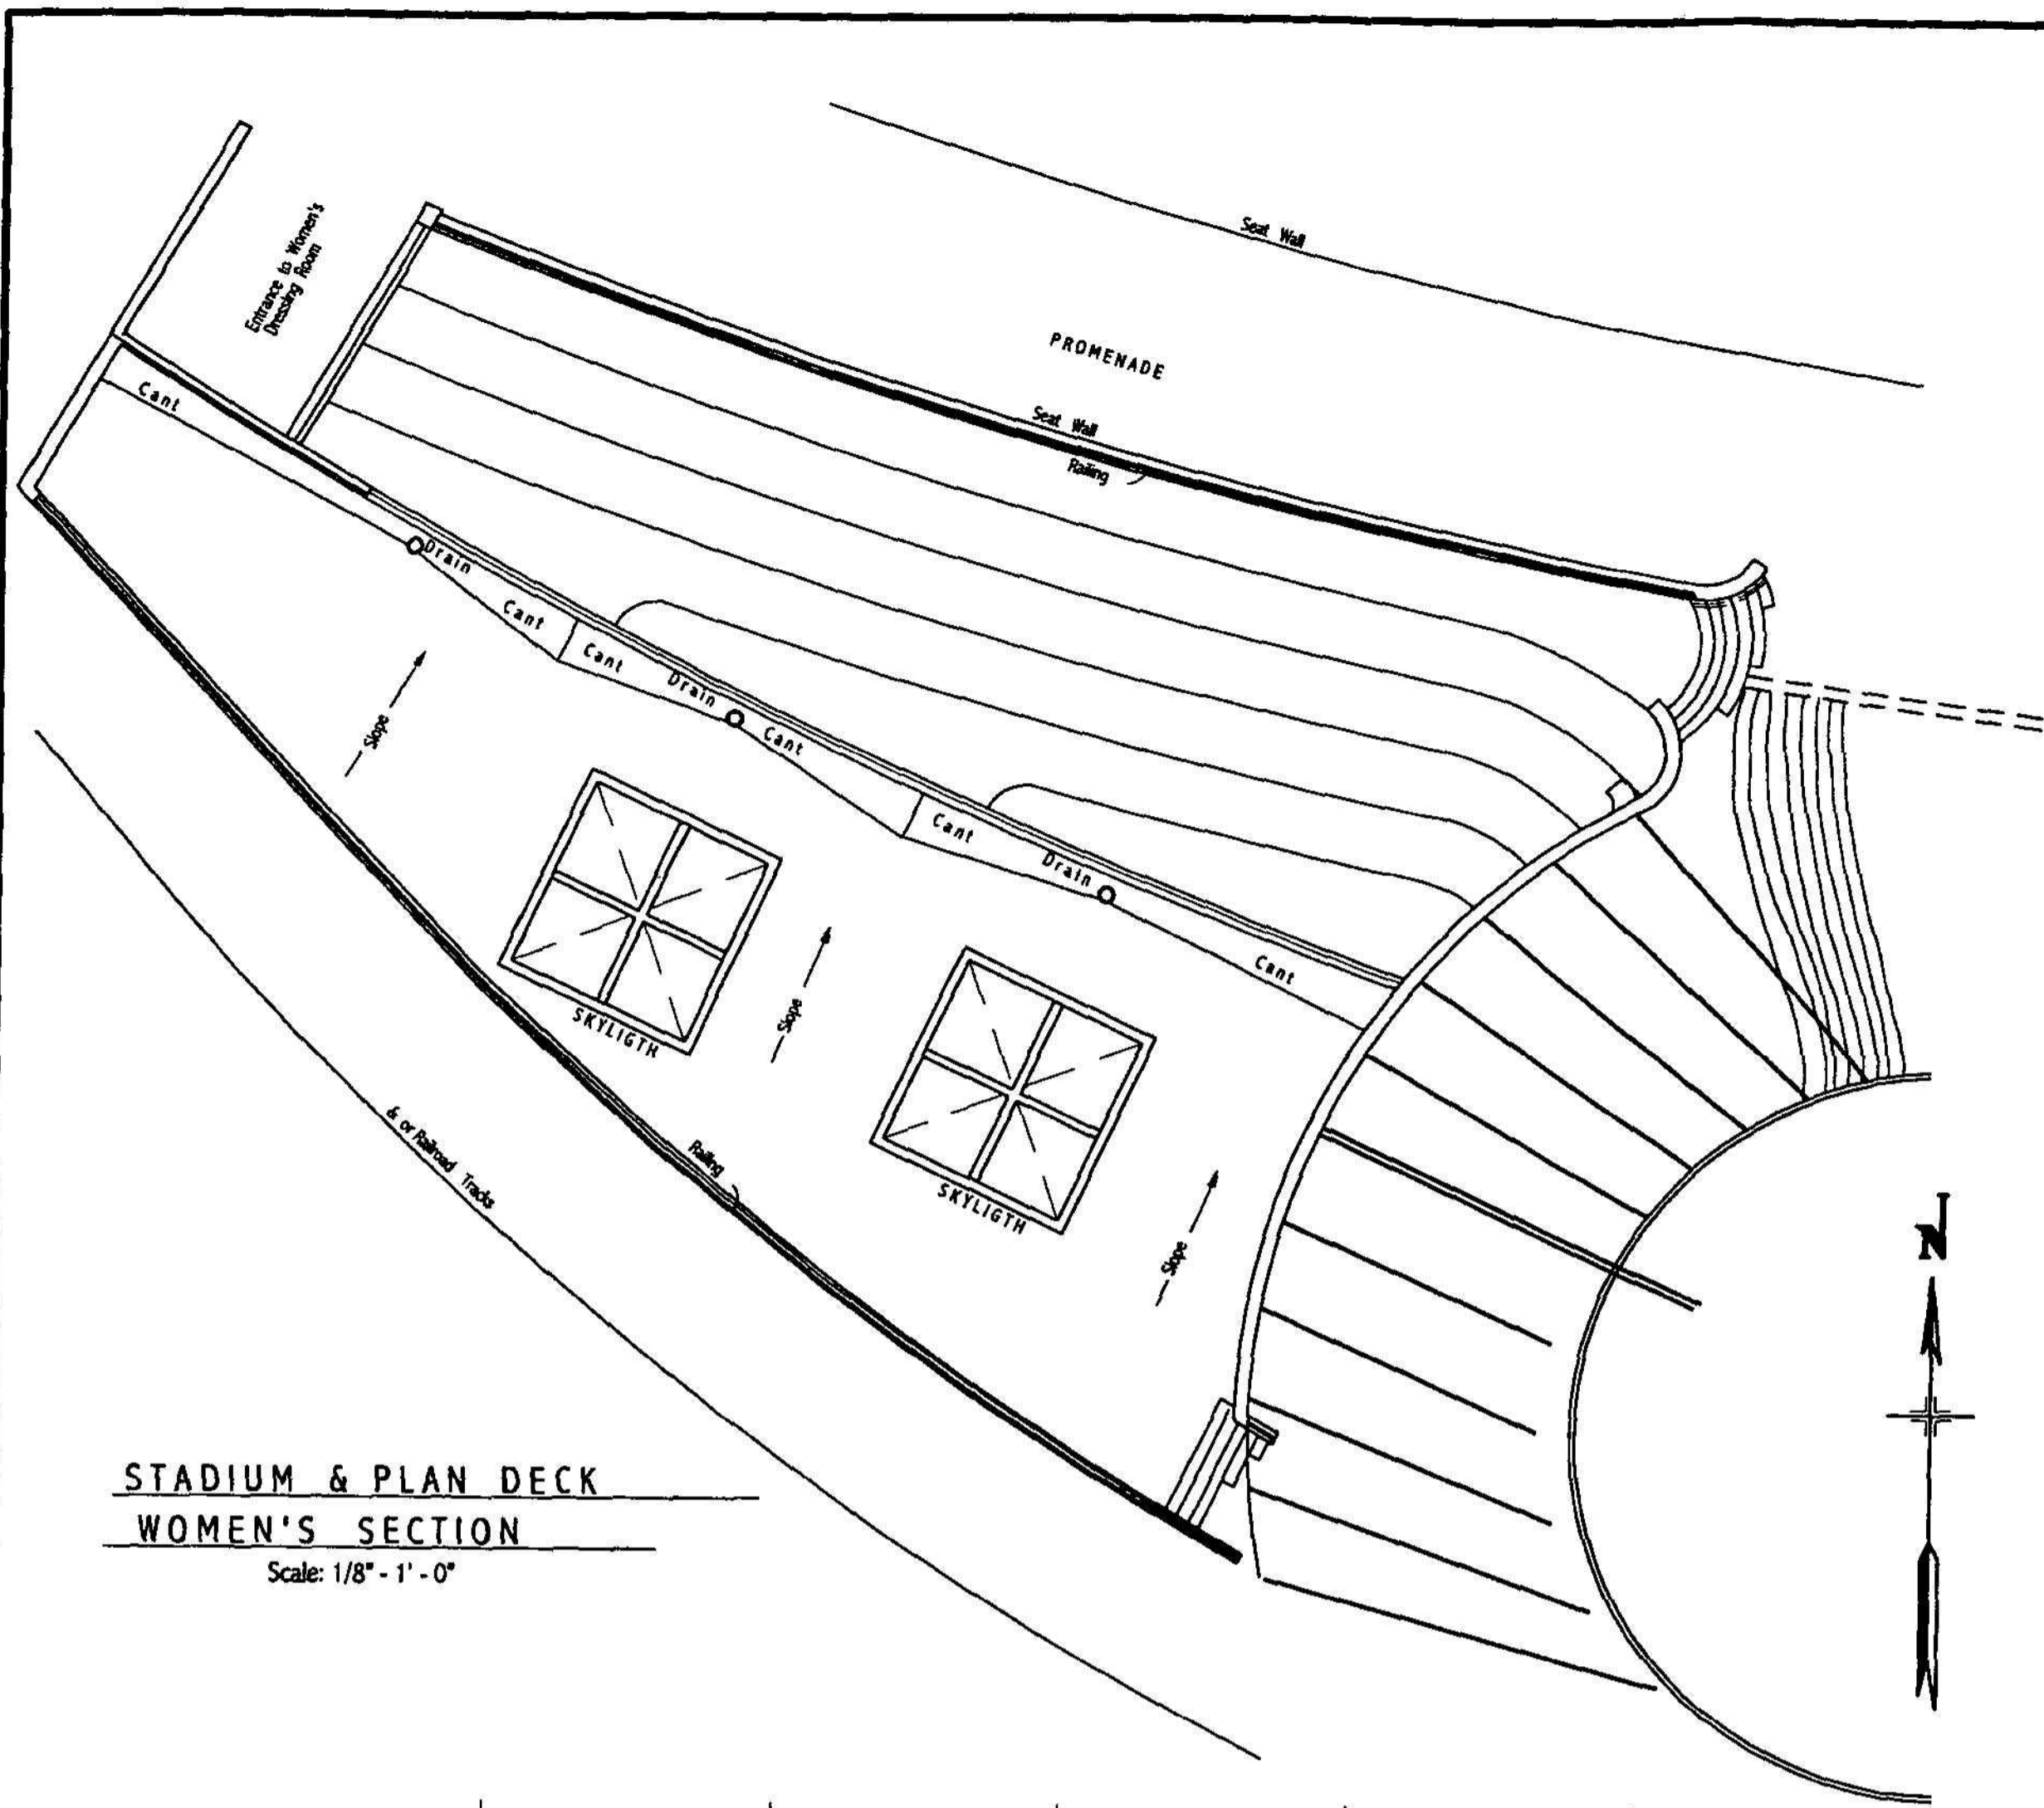 Seat Wall
Entrance to Women's
Dressing Room
PROMENADE
Cant
Seat Wall
Railing
Drain
Cant
Cant
Drain
Cant
Slope
Cant
Drain
Cant
SKYLIGTH
Slope
SKYLIGTH
& or Railroad Tracks
Railing
Slope
N
STADIUM & PLAN DECK
WOMEN'S SECTION
Scale: 1/8" - 1' - 0"